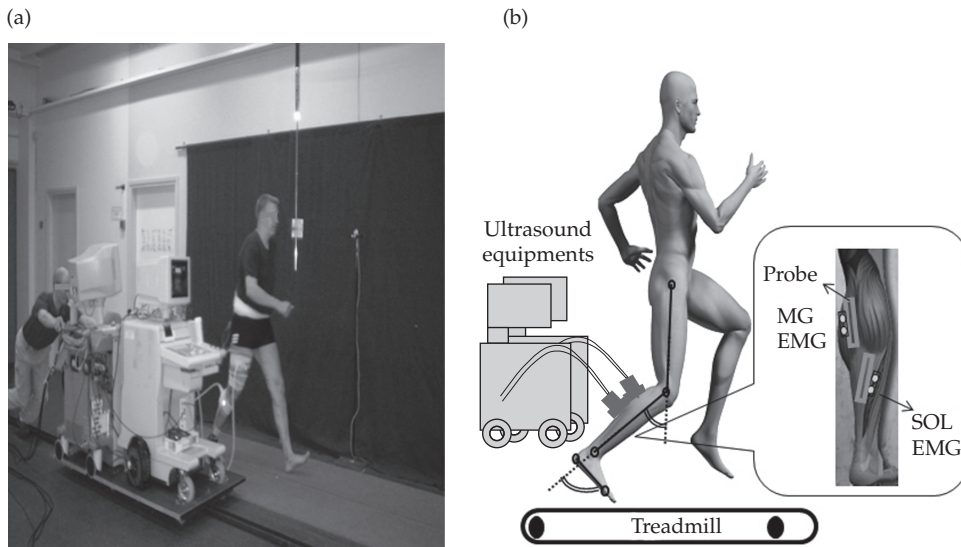 (a)
(b)
Ultrasound
equipments
Probe
MG
EMG
SOL
EMG
Treadmill